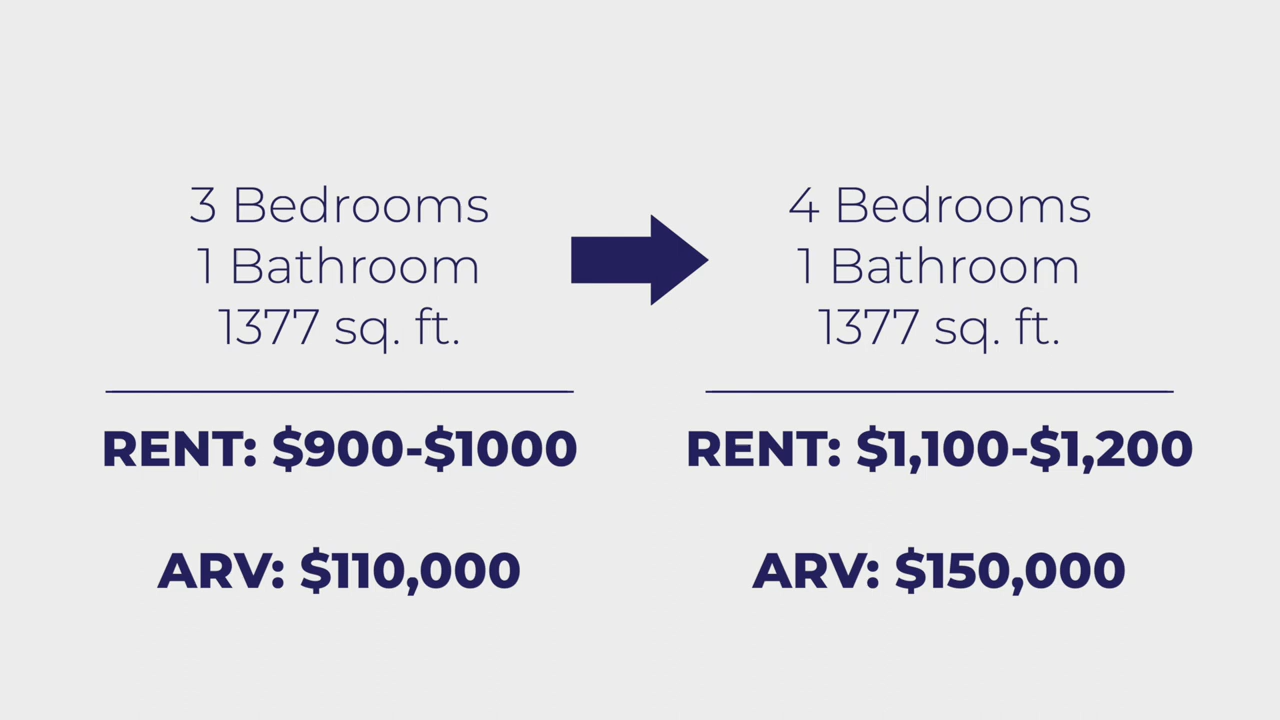 3 Bedrooms
1 Bathroom
1377 sq. ft.
RENT: $900-$1000
ARV: $110,000
4 Bedrooms
1 Bathroom
1377 sq. ft.
RENT: $1,100-$1,200
ARV: $150,000